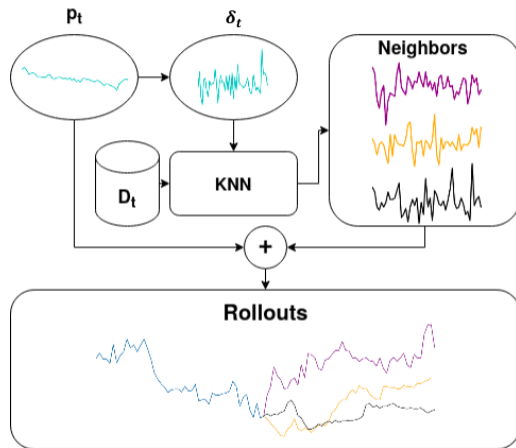 p_t
δ_t
Neighbors
D_t
KNN
+
Rollouts